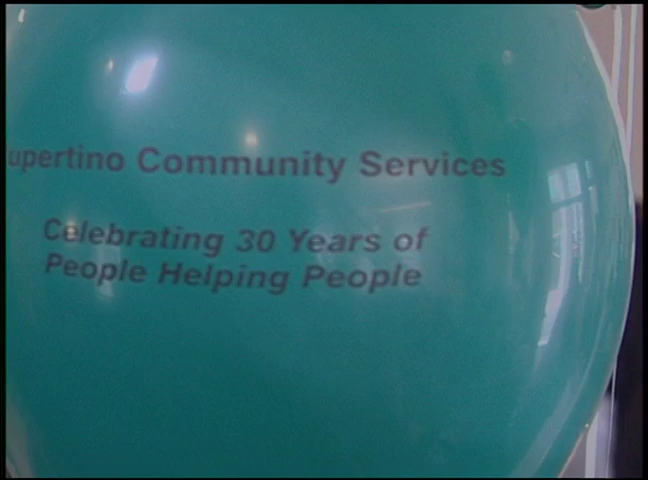 upertino Community Services
Celebrating 30 Years of
People Helping People